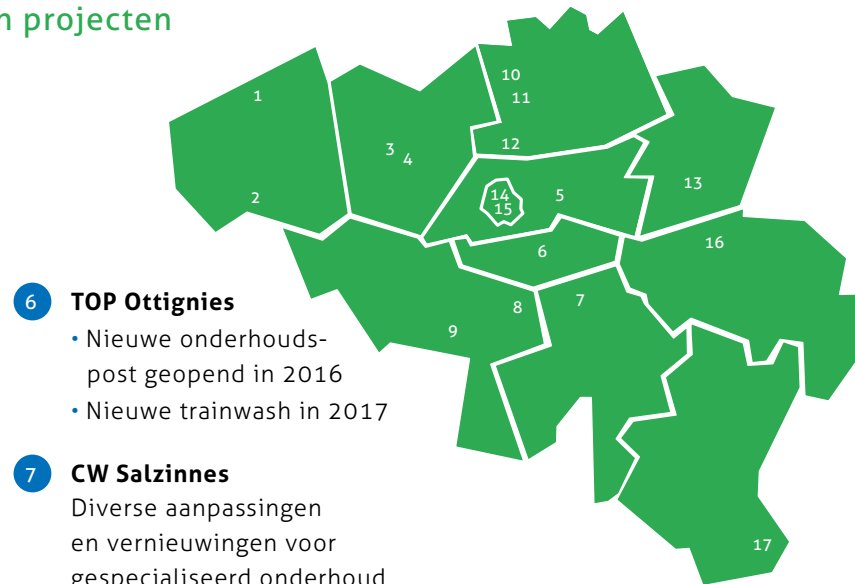 n projecten
10
1
11
12
3
4
13
2
14
5
15
16
6
7
8
9
17
6 TOP Ottignies
• Nieuwe onderhouds-
post geopend in 2016
• Nieuwe trainwash in 2017
7 CW Salzinnes
Diverse aanpassingen
en vernieuwingen voor
gespecialiseerd onderhoud